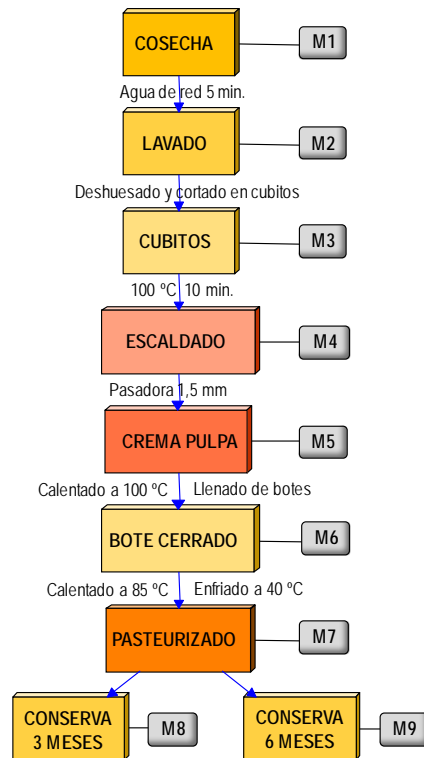 COSECHA
M1
Agua de red 5 min.
LAVADO
M2
Deshuesado y cortado en cubitos
CUBITOS
M3
100 ºC 10 min.
ESCALDADO
M4
Pasadora 1,5 mm
CREMA PULPA
M5
Calentado a 100 ºC
Llenado de botes
BOTE CERRADO
M6
Calentado a 85 ºC
Enfriado a 40 ºC
PASTEURIZADO
M7
CONSERVA
3 MESES
M8
CONSERVA
6 MESES
M9